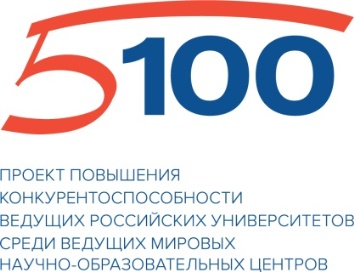 5100
ПРОЕКТ ПОВЫШЕНИЯ
КОНКУРЕНТОСПОСОБНОСТИ
ВЕДУЩИХ РОССИЙСКИХ УНИВЕРСИТЕТОВ
СРЕДИ ВЕДУЩИХ МИРОВЫХ
НАУЧНО-ОБРАЗОВАТЕЛЬНЫХ ЦЕНТРОВ